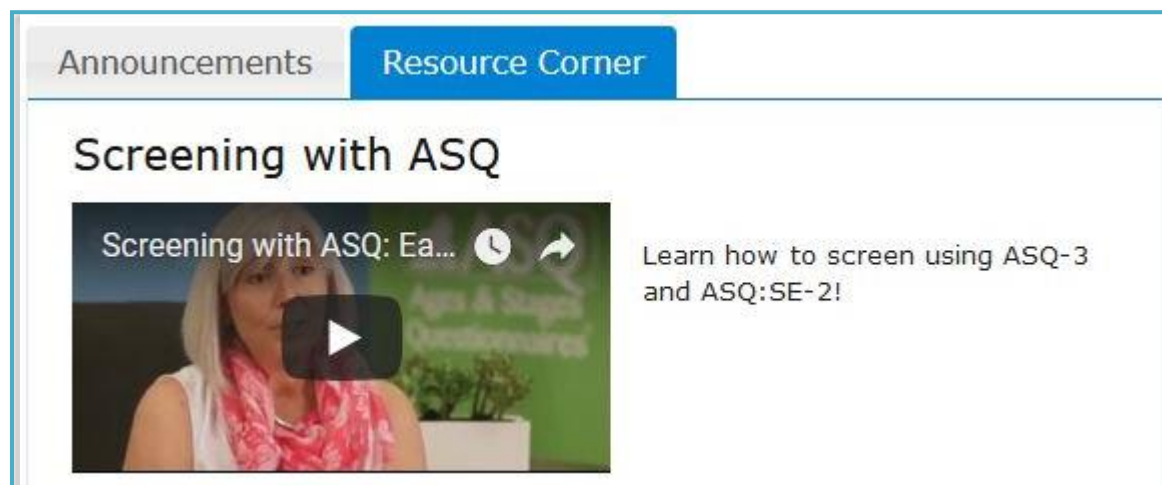 Announcements
Resource Corner
Screening with ASQ
Screening with ASQ: Ea...
ASQ
Ages & Stages
Questionnaires
Learn how to screen using ASQ-3
and ASQ:SE-2!